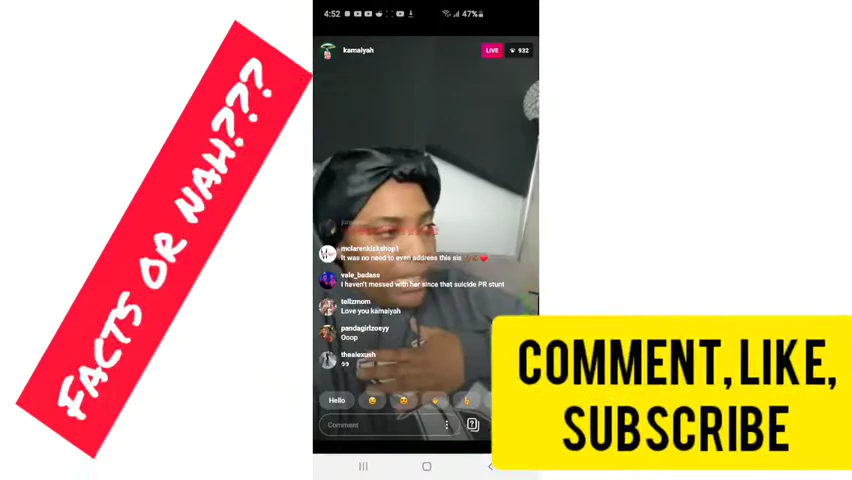 FACTS OR NAH???
4:52
47%
kamaiyah
LIVE
932
mclarenkickshop1
It was no need to even address this sis
vale_badass
I haven't messed with her since that suicide PR stunt
tellzmom
Love you kamaiyah
pandagirlzoeyy
Ooop
thealexush
Hello
Comment
COMMENT, LIKE,
SUBSCRIBE